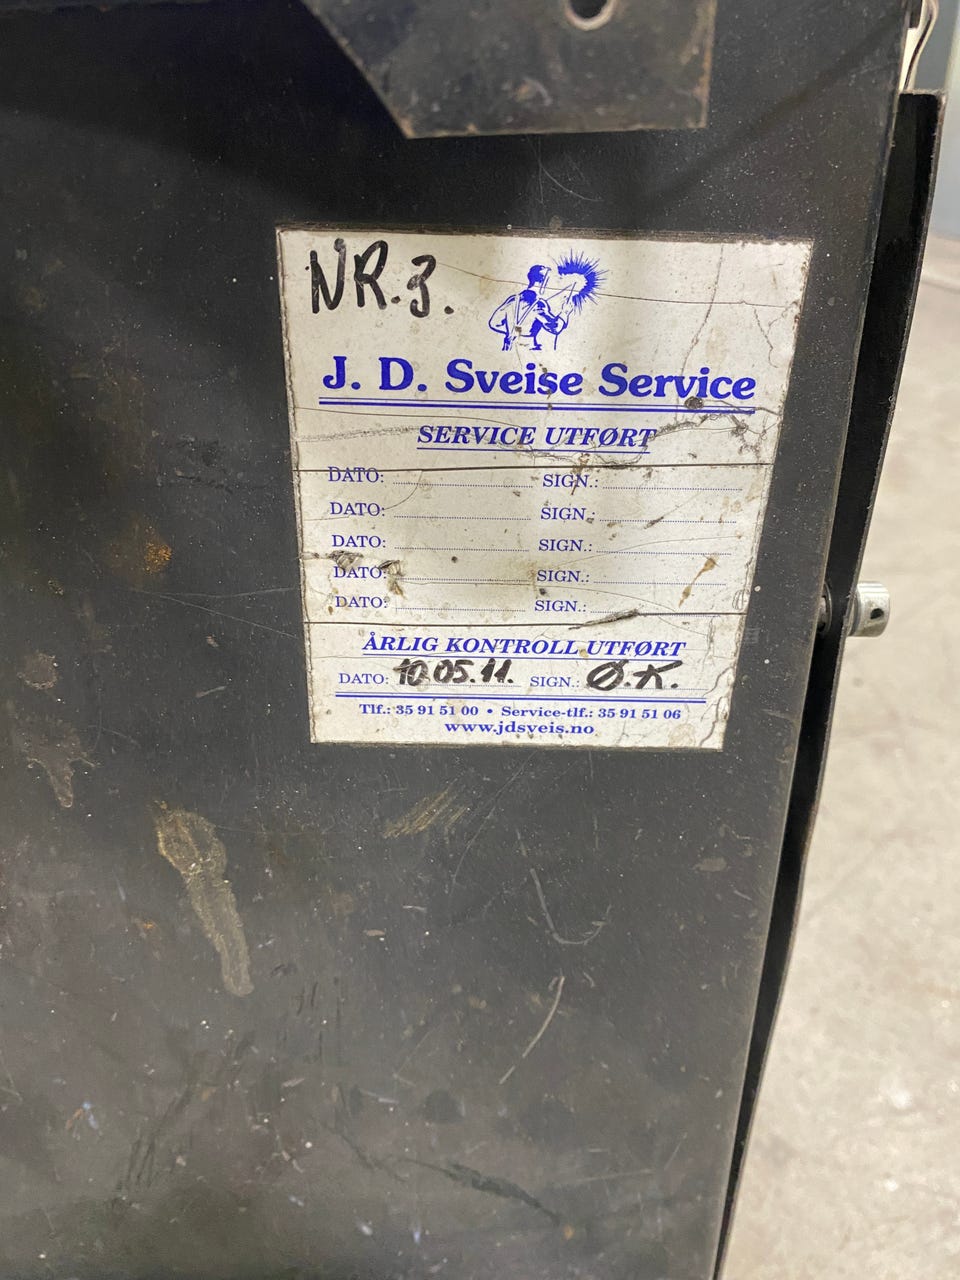 NR.3.
J. D. Sveise Service
SERVICE UTFØRT
DATO: SIGN.:
DATO: SIGN.:
DATO: SIGN.:
DATO: SIGN.:
DATO: SIGN.:
ÅRLIG KONTROLL UTFØRT
DATO: 10.05.11. SIGN.: Ø.K.
Tlf.: 35 91 51 00 • Service-tlf.: 35 91 51 06
www.jdsveis.no